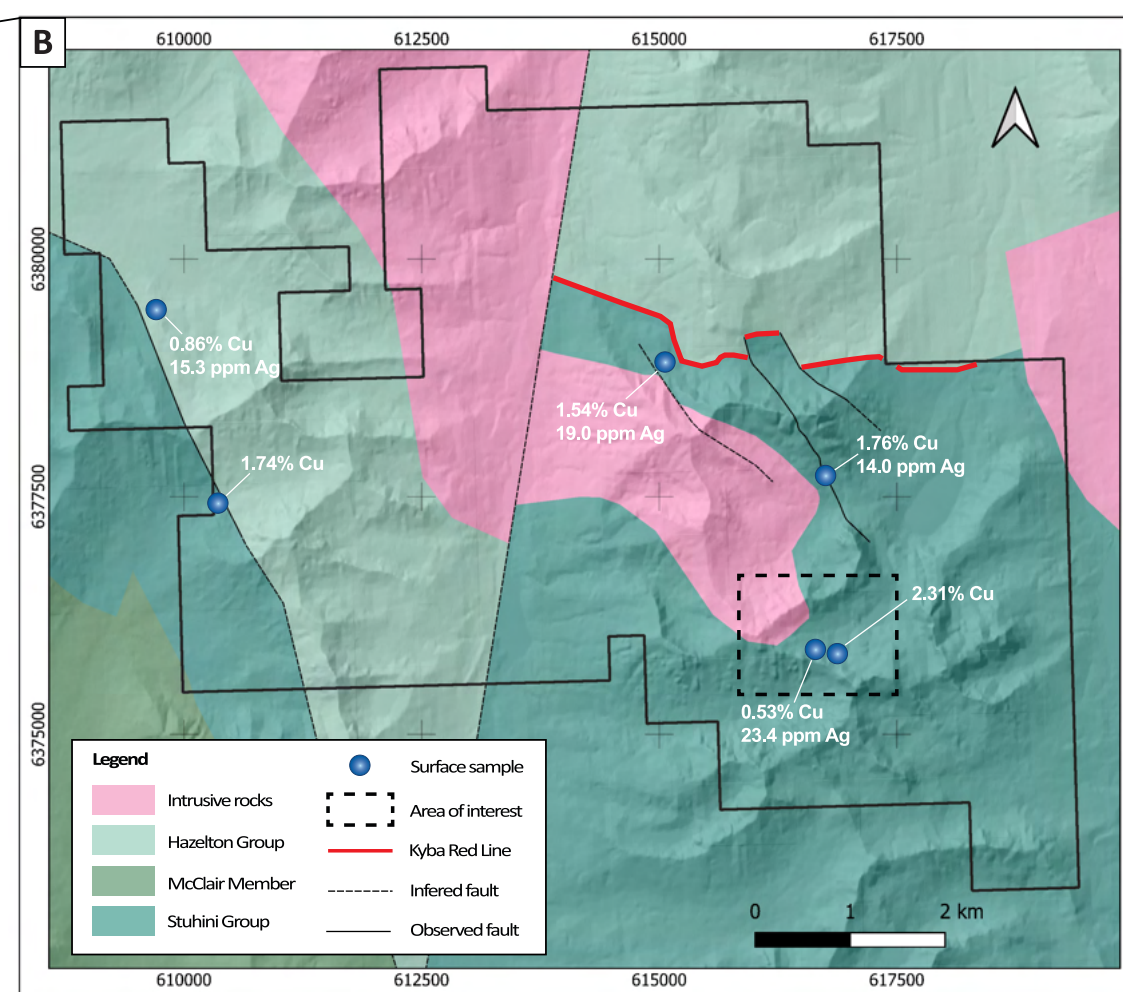 B
610000
612500
615000
617500
6380000
6377500
6375000
0.86% Cu
15.3 ppm Ag
1.74% Cu
1.54% Cu
19.0 ppm Ag
1.76% Cu
14.0 ppm Ag
2.31% Cu
0.53% Cu
23.4 ppm Ag
Legend
Intrusive rocks
Hazelton Group
McClair Member
Stuhini Group
Surface sample
Area of interest
Kyba Red Line
Infered fault
Observed fault
0 1 2 km
610000
612500
615000
617500